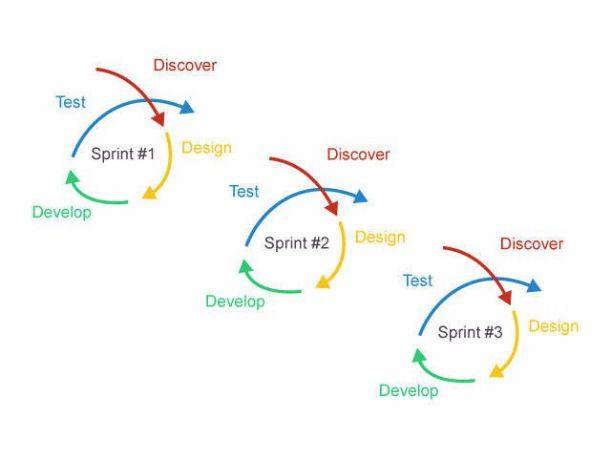 Discover
Test
Sprint #1
Design
Develop
Discover
Test
Sprint #2
Design
Develop
Discover
Test
Sprint #3
Design
Develop